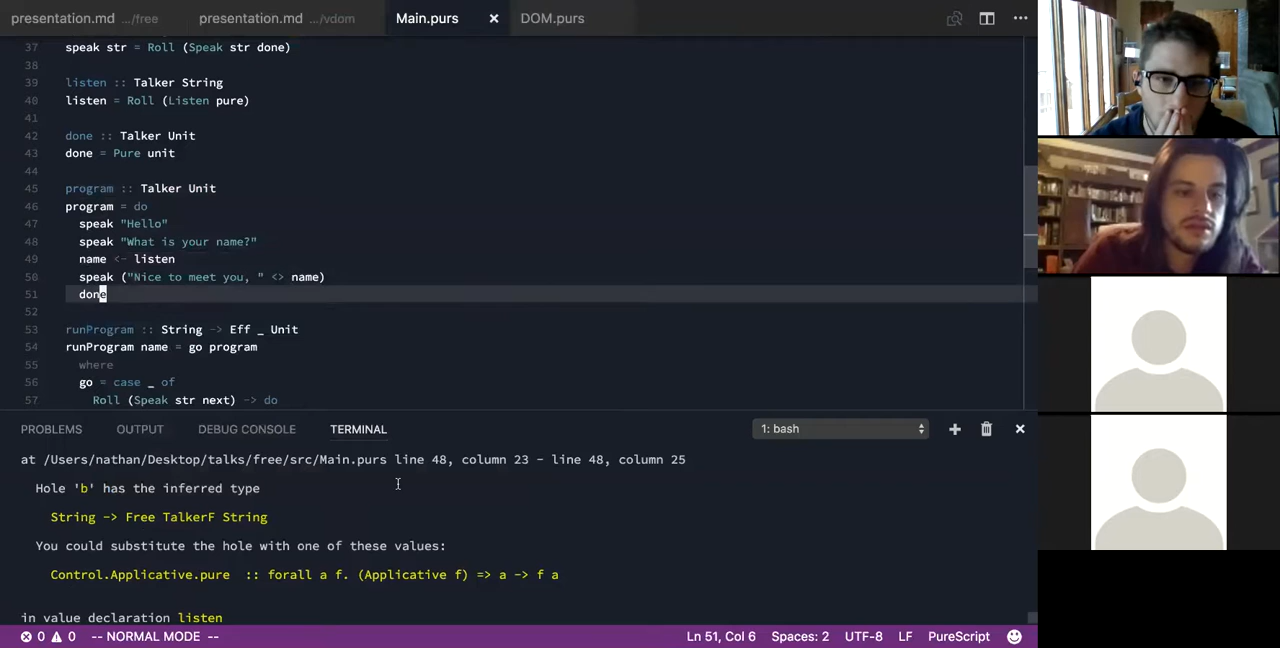 presentation.md .../free presentation.md .../vdom Main.purs × DOM.purs
37 speak str = Roll (Speak str done)
38
39 listen :: Talker String
40 listen = Roll (Listen pure)
41
42 done :: Talker Unit
43 done = Pure unit
44
45 program :: Talker Unit
46 program = do
47 speak "Hello"
48 speak "What is your name?"
49 name <- listen
50 speak ("Nice to meet you, " <> name)
51 done
52
53 runProgram :: String -> Eff _ Unit
54 runProgram name = go program
55 where
56 go = case _ of
57 Roll (Speak str next) -> do
PROBLEMS OUTPUT DEBUG CONSOLE TERMINAL 1: bash
at /Users/nathan/Desktop/talks/free/src/Main.purs line 48, column 23 - line 48, column 25
Hole 'b' has the inferred type
String -> Free TalkerF String
You could substitute the hole with one of these values:
Control.Applicative.pure :: forall a f. (Applicative f) => a -> f a
in value declaration listen
0 0 -- NORMAL MODE -- Ln 51, Col 6 Spaces: 2 UTF-8 LF PureScript